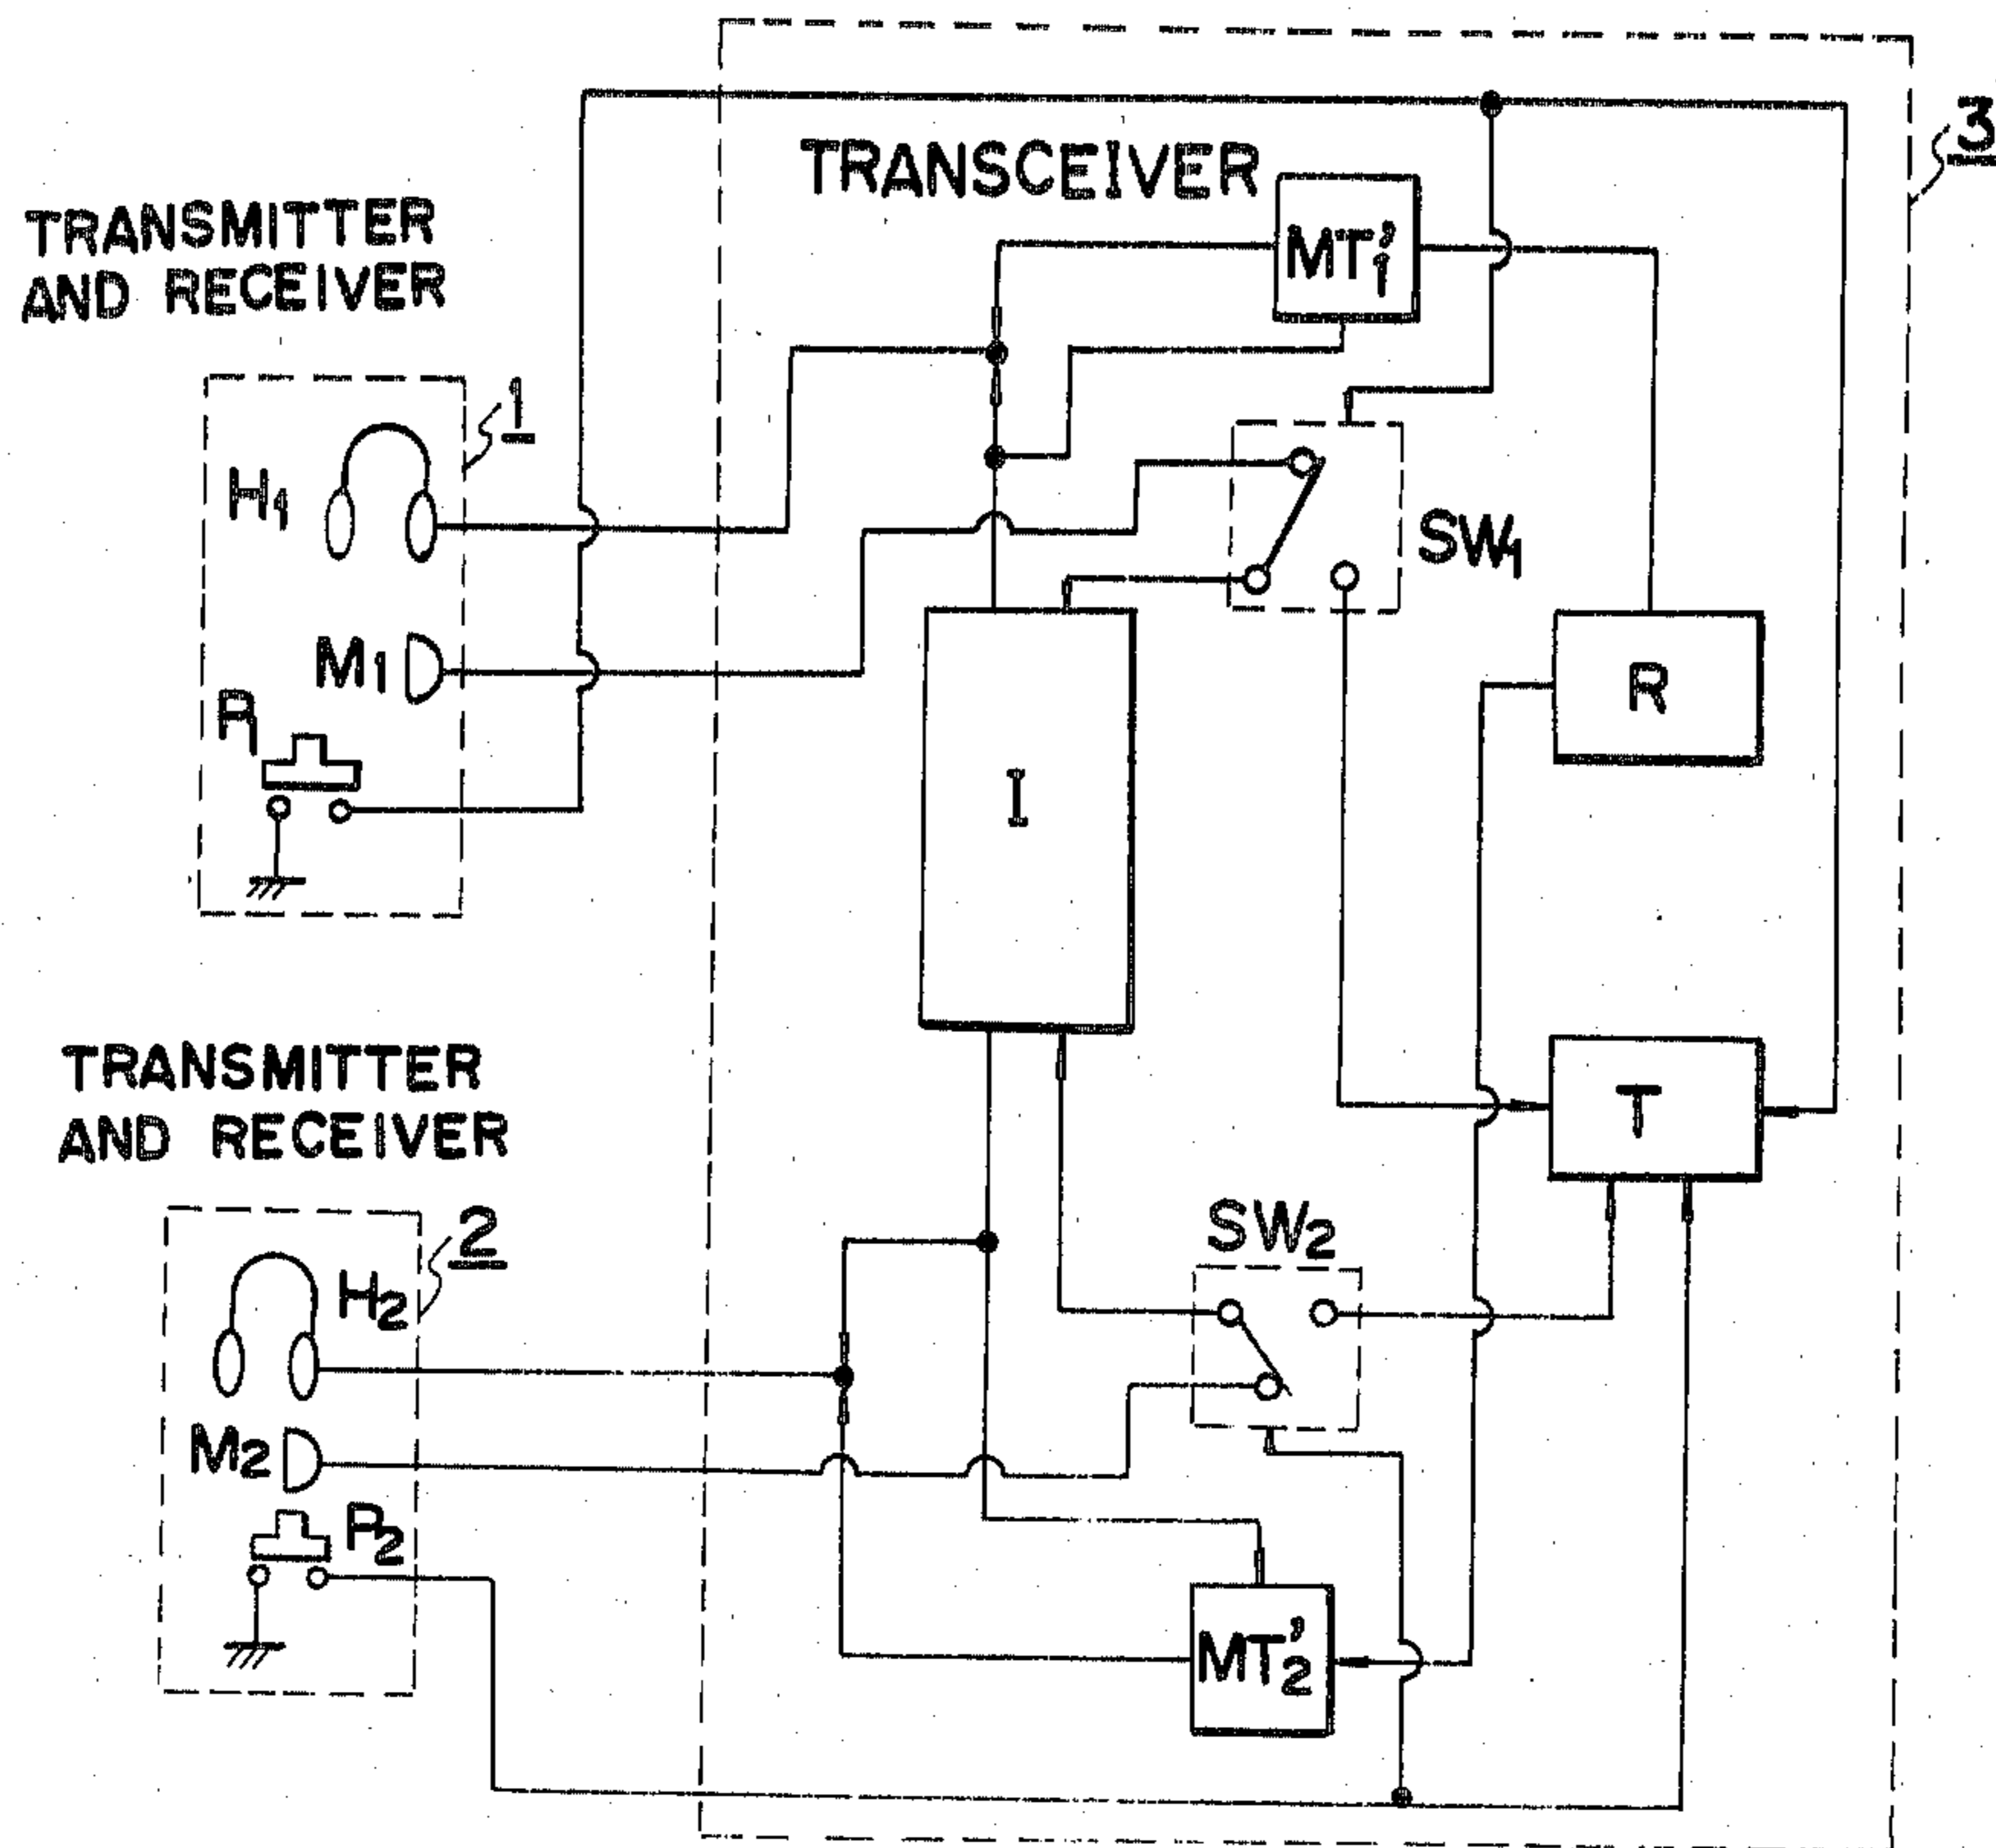 3
TRANSCEIVER
MT'₁
TRANSMITTER
AND RECEIVER
1
H₁
SW₁
M₁
R
P₁
I
TRANSMITTER
AND RECEIVER
T
2
SW₂
H₂
M₂
P₂
MT'₂